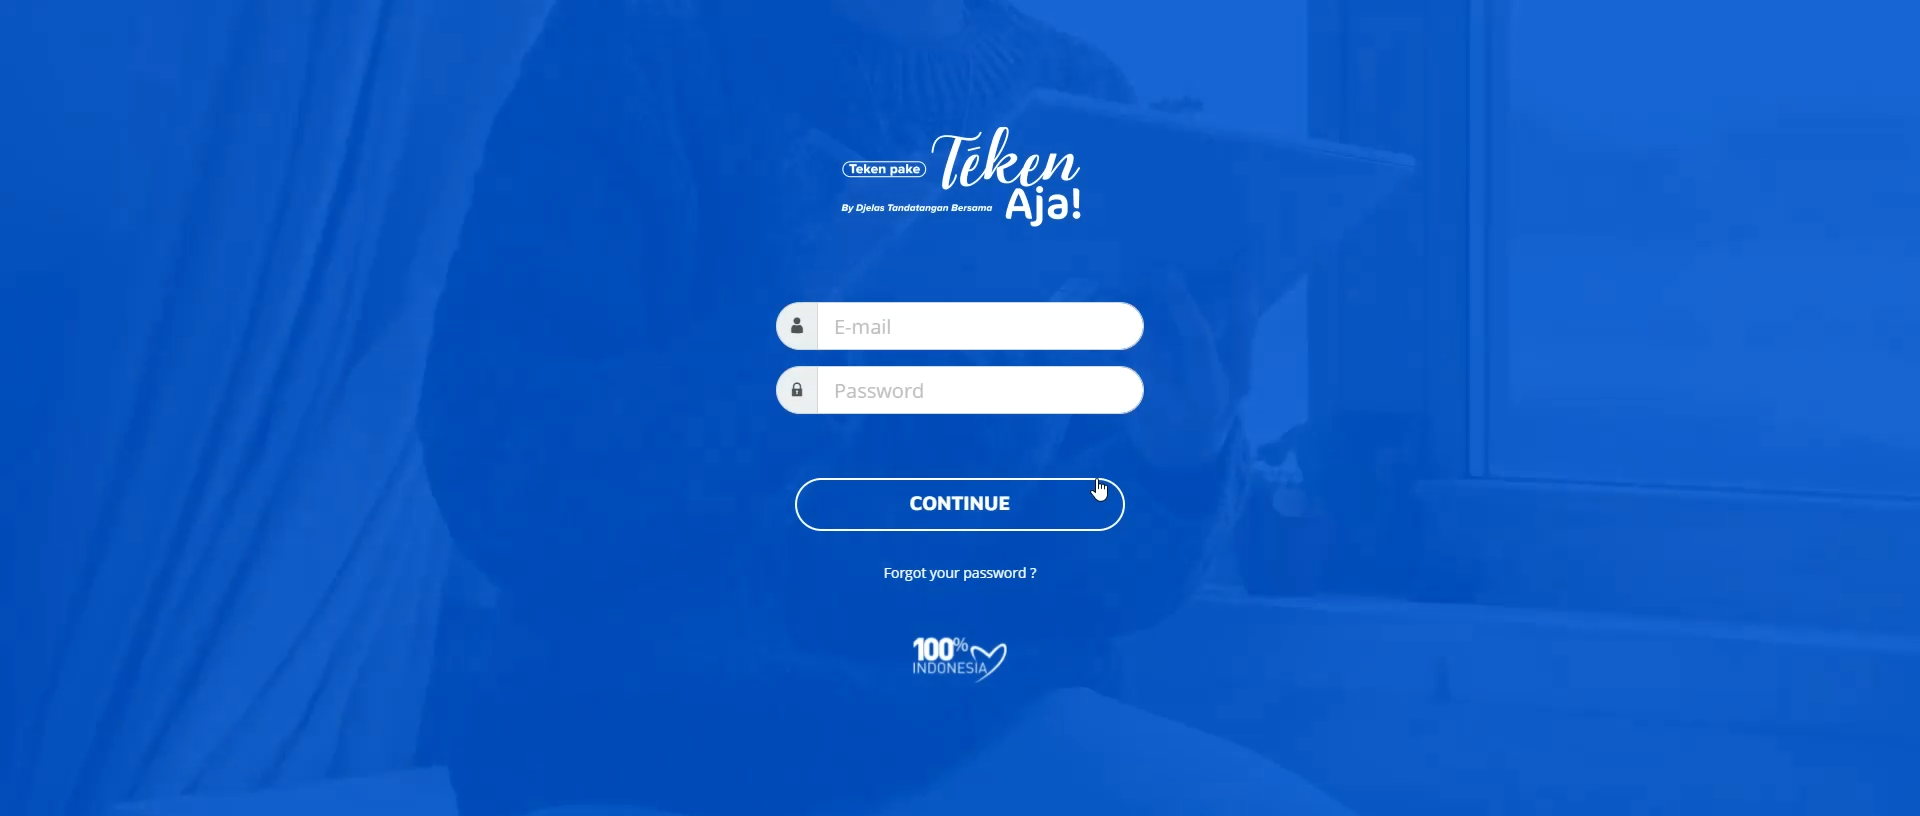 Teken pake
Téken
Aja!
By Djelas Tandatangan Bersama
E-mail
Password
CONTINUE
Forgot your password ?
100%
INDONESIA